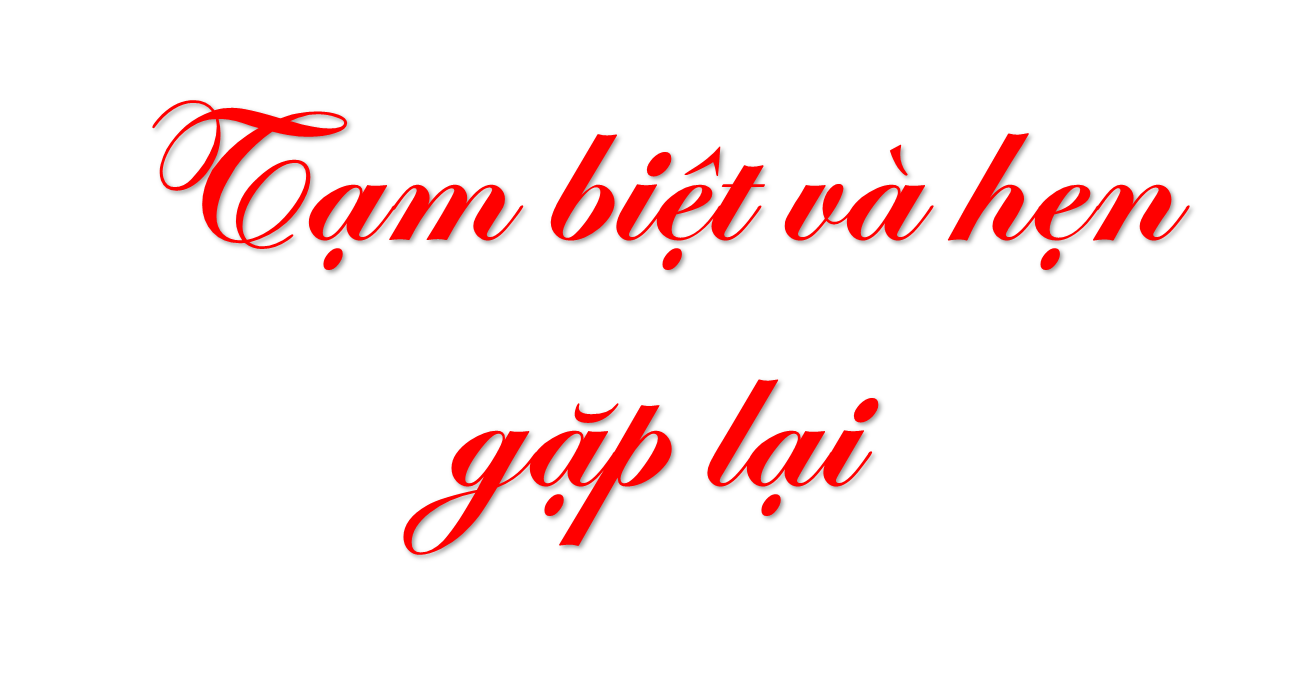 Tạm biệt và hẹn
gặp lại